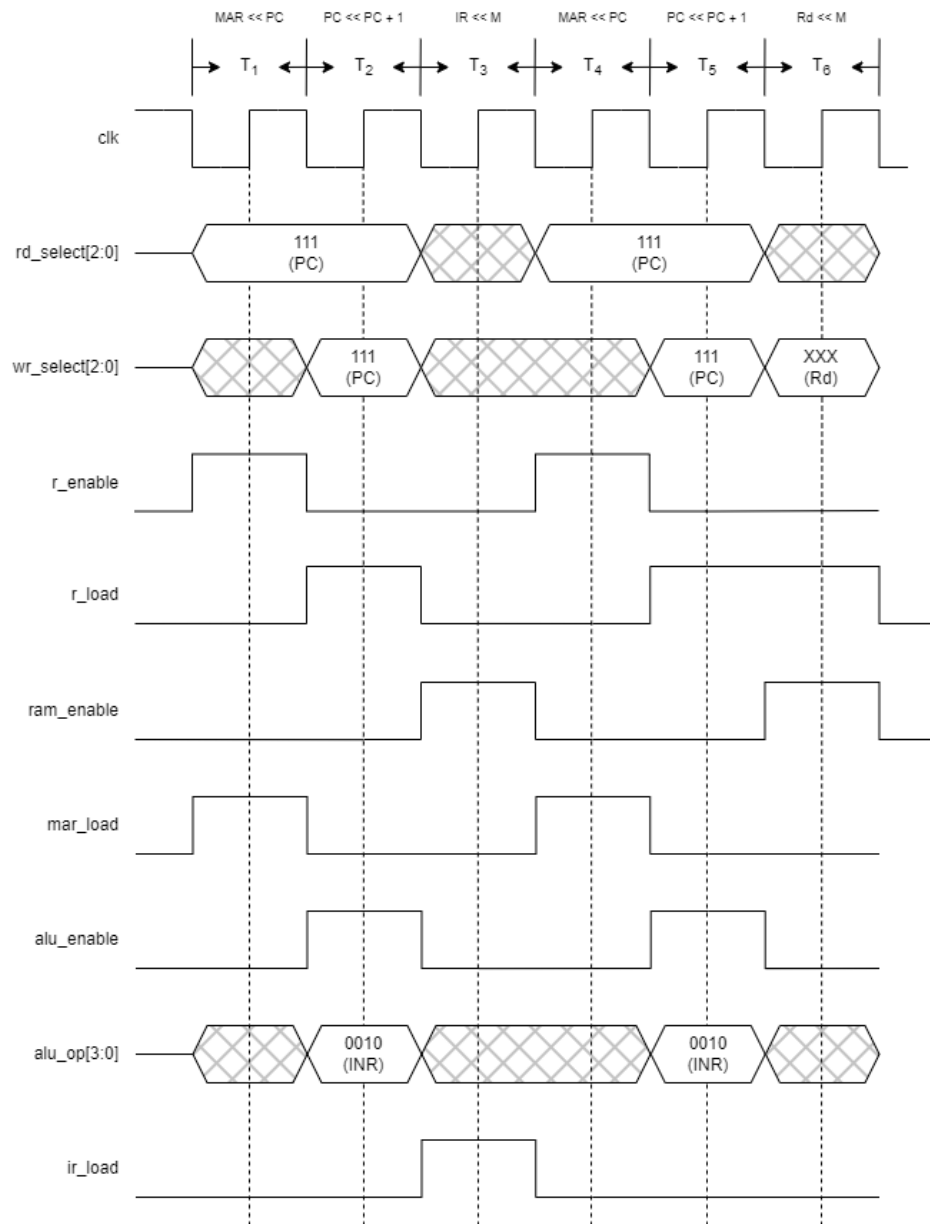 MAR << PC PC << PC + 1 IR << M MAR << PC PC << PC + 1 Rd << M
T1 T2 T3 T4 T5 T6
clk
rd_select[2:0]
111
(PC)
111
(PC)
wr_select[2:0]
111
(PC)
111
(PC)
XXX
(Rd)
r_enable
r_load
ram_enable
mar_load
alu_enable
alu_op[3:0]
0010
(INR)
0010
(INR)
ir_load